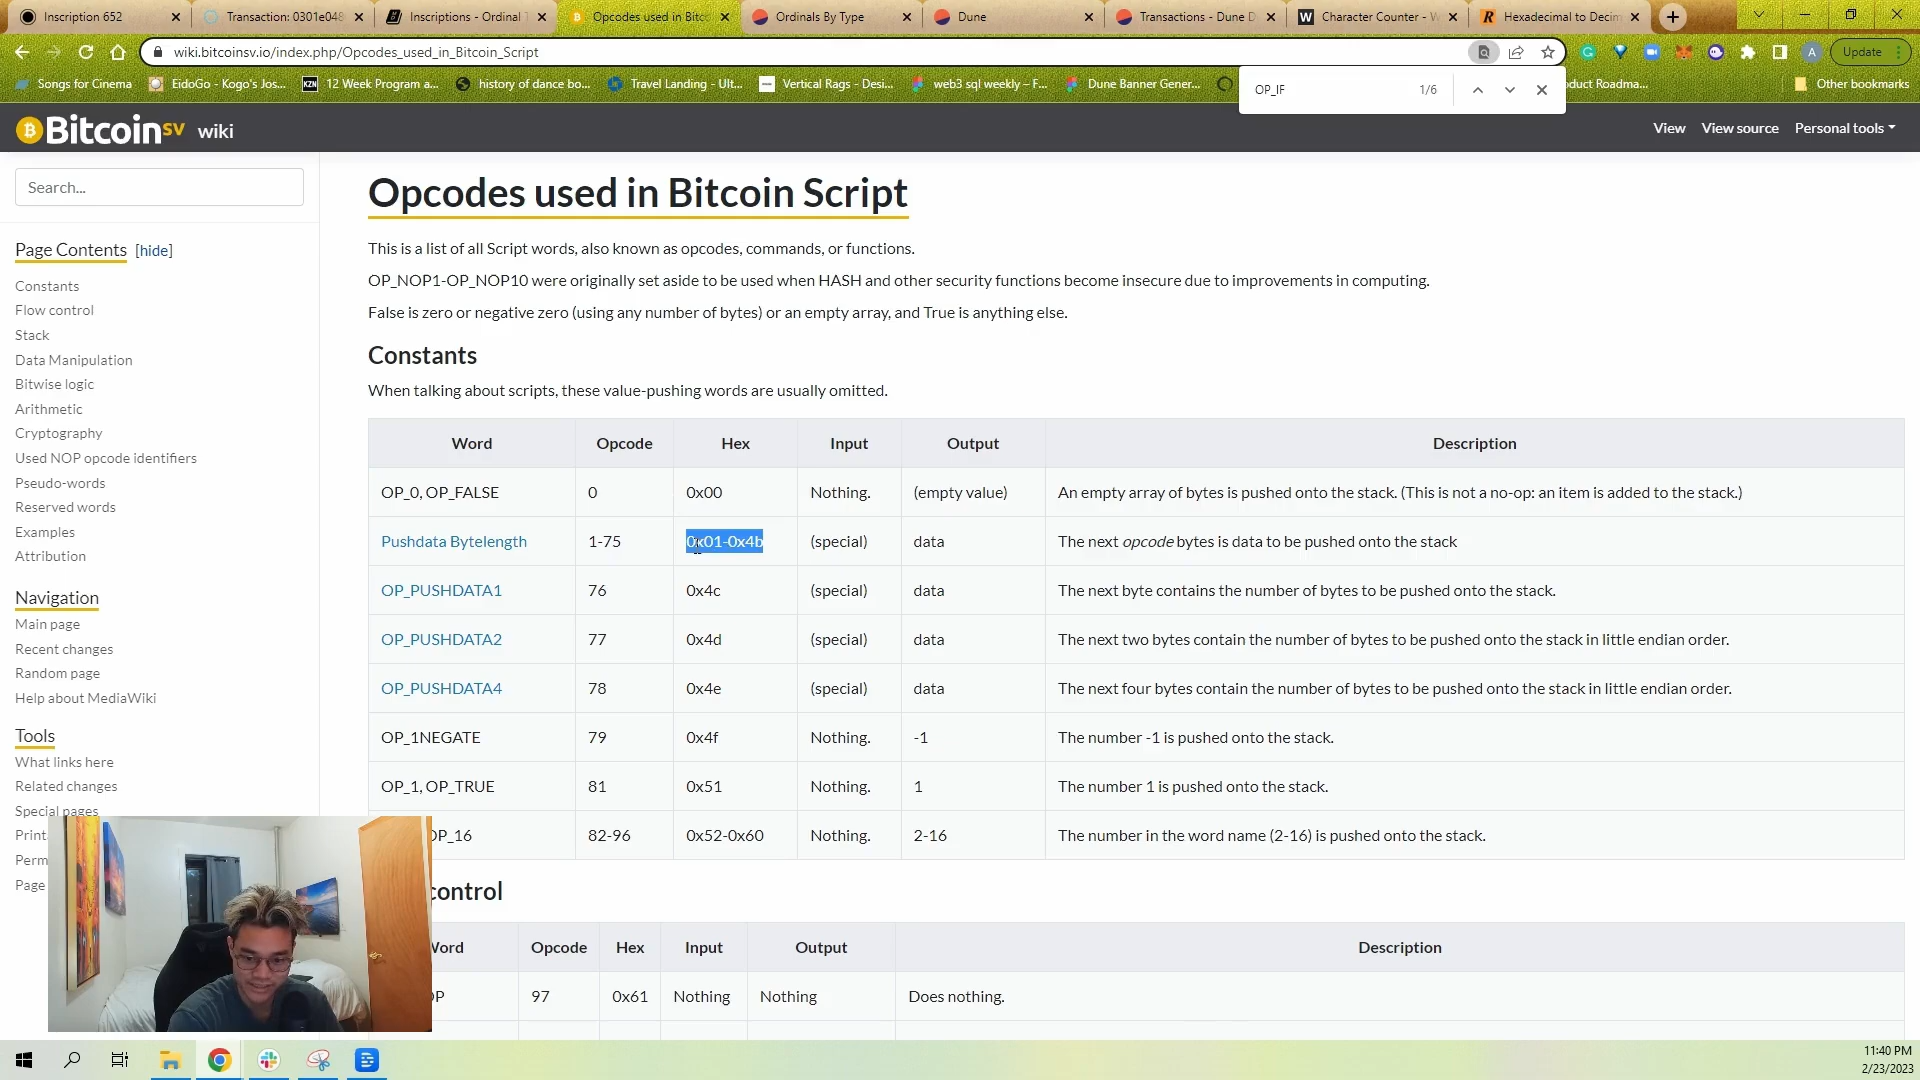 Inscription 652
Transaction: 0301e048
Inscriptions - Ordinal T
Opcodes used in Bitco
Ordinals By Type
Dune
Transactions - Dune D
Character Counter - W
Hexadecimal to Decim
wiki.bitcoinsv.io/index.php/Opcodes_used_in_Bitcoin_Script
Update
Songs for Cinema
EidoGo - Kogo's Jos...
12 Week Program a...
history of dance bo...
Travel Landing - Ult...
Vertical Rags - Desi...
web3 sql weekly – F...
Dune Banner Gener...
oduct Roadma...
Other bookmarks
OP_IF 1/6
BitcoinSV wiki
View
View source
Personal tools
Search...
Page Contents [hide]
Constants
Flow control
Stack
Data Manipulation
Bitwise logic
Arithmetic
Cryptography
Used NOP opcode identifiers
Pseudo-words
Reserved words
Examples
Attribution
Navigation
Main page
Recent changes
Random page
Help about MediaWiki
Tools
What links here
Related changes
Special pages
Print
Perm
Page
Opcodes used in Bitcoin Script
This is a list of all Script words, also known as opcodes, commands, or functions.
OP_NOP1-OP_NOP10 were originally set aside to be used when HASH and other security functions become insecure due to improvements in computing.
False is zero or negative zero (using any number of bytes) or an empty array, and True is anything else.
Constants
When talking about scripts, these value-pushing words are usually omitted.
Word Opcode Hex Input Output Description
OP_0, OP_FALSE 0 0x00 Nothing. (empty value) An empty array of bytes is pushed onto the stack. (This is not a no-op: an item is added to the stack.)
Pushdata Bytelength 1-75 0x01-0x4b (special) data The next opcode bytes is data to be pushed onto the stack
OP_PUSHDATA1 76 0x4c (special) data The next byte contains the number of bytes to be pushed onto the stack.
OP_PUSHDATA2 77 0x4d (special) data The next two bytes contain the number of bytes to be pushed onto the stack in little endian order.
OP_PUSHDATA4 78 0x4e (special) data The next four bytes contain the number of bytes to be pushed onto the stack in little endian order.
OP_1NEGATE 79 0x4f Nothing. -1 The number -1 is pushed onto the stack.
OP_1, OP_TRUE 81 0x51 Nothing. 1 The number 1 is pushed onto the stack.
OP_16 82-96 0x52-0x60 Nothing. 2-16 The number in the word name (2-16) is pushed onto the stack.
control
Word Opcode Hex Input Output Description
OP 97 0x61 Nothing Nothing Does nothing.
11:40 PM
2/23/2023